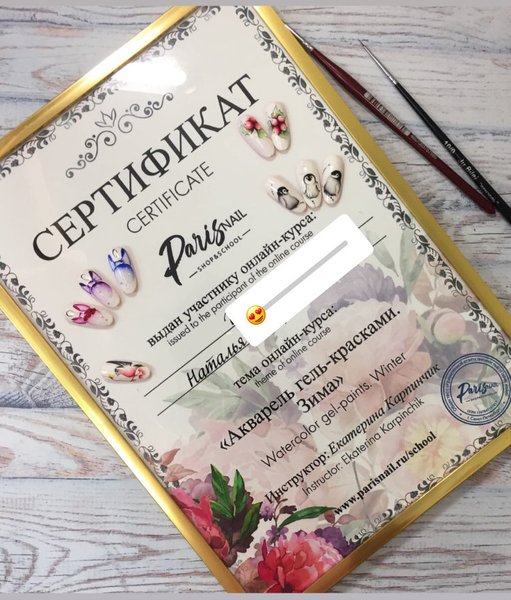 СЕРТИФИКАТ
CERTIFICATE
Paris NAIL
SHOP&SCHOOL
выдан участнику онлайн-курса:
issued to the participant of the online course
Наталья
тема онлайн-курса:
theme of online course
«Акварель гель-красками.
Зима»
Watercolor gel-paints. Winter
Инструктор: Екатерина Карпинчик
Instructor: Ekaterina Karpinchik
www.parisnail.ru/school
Paris NAIL